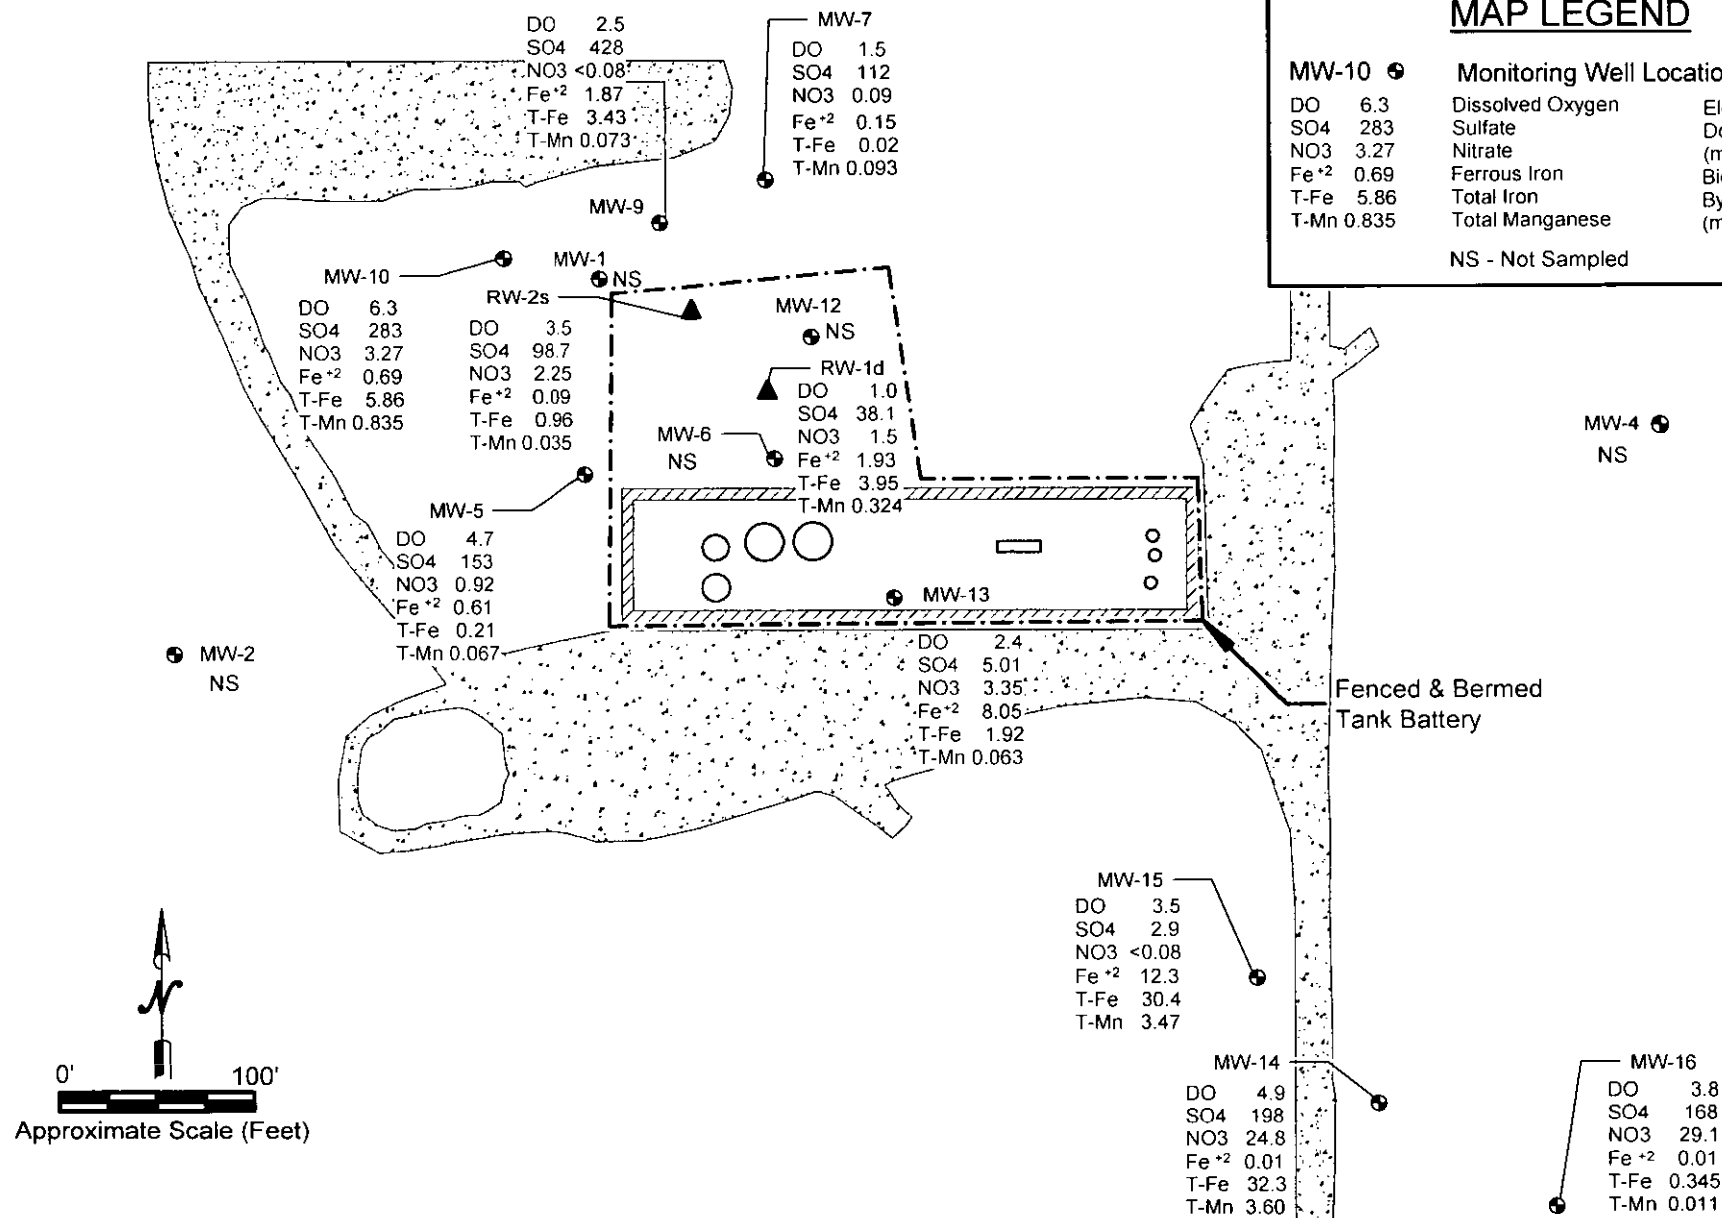 DO 2.5
SO4 428
NO3 <0.08
Fe+2 1.87
T-Fe 3.43
T-Mn 0.073
MW-9
MW-7
DO 1.5
SO4 112
NO3 0.09
Fe+2 0.15
T-Fe 0.02
T-Mn 0.093
MAP LEGEND
MW-10 Monitoring Well Locatio
DO 6.3 Dissolved Oxygen El
SO4 283 Sulfate Do
NO3 3.27 Nitrate (m
Fe+2 0.69 Ferrous Iron Bi
T-Fe 5.86 Total Iron By
T-Mn 0.835 Total Manganese (m
NS - Not Sampled
MW-10
DO 6.3
SO4 283
NO3 3.27
Fe+2 0.69
T-Fe 5.86
T-Mn 0.835
MW-1
NS
RW-2s
DO 3.5
SO4 98.7
NO3 2.25
Fe+2 0.09
T-Fe 0.96
T-Mn 0.035
MW-12
NS
RW-1d
DO 1.0
SO4 38.1
NO3 1.5
Fe+2 1.93
T-Fe 3.95
T-Mn 0.324
MW-6
NS
MW-4
NS
MW-5
DO 4.7
SO4 153
NO3 0.92
Fe+2 0.61
T-Fe 0.21
T-Mn 0.067
MW-2
NS
MW-13
DO 2.4
SO4 5.01
NO3 3.35
Fe+2 8.05
T-Fe 1.92
T-Mn 0.063
Fenced & Bermed
Tank Battery
MW-15
DO 3.5
SO4 2.9
NO3 <0.08
Fe+2 12.3
T-Fe 30.4
T-Mn 3.47
N
0' 100'
Approximate Scale (Feet)
MW-14
DO 4.9
SO4 198
NO3 24.8
Fe+2 0.01
T-Fe 32.3
T-Mn 3.60
MW-16
DO 3.8
SO4 168
NO3 29.1
Fe+2 0.01
T-Fe 0.345
T-Mn 0.011